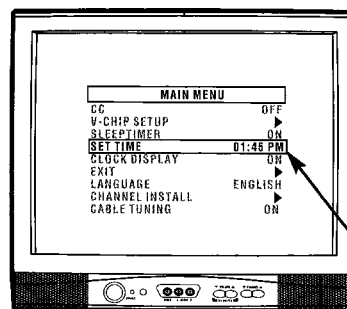 MAIN MENU
CC OFF
V-CHIP SETUP
SLEEPTIMER ON
SET TIME 01:45 PM
CLOCK DISPLAY ON
EXIT
LANGUAGE ENGLISH
CHANNEL INSTALL
CABLE TUNING ON